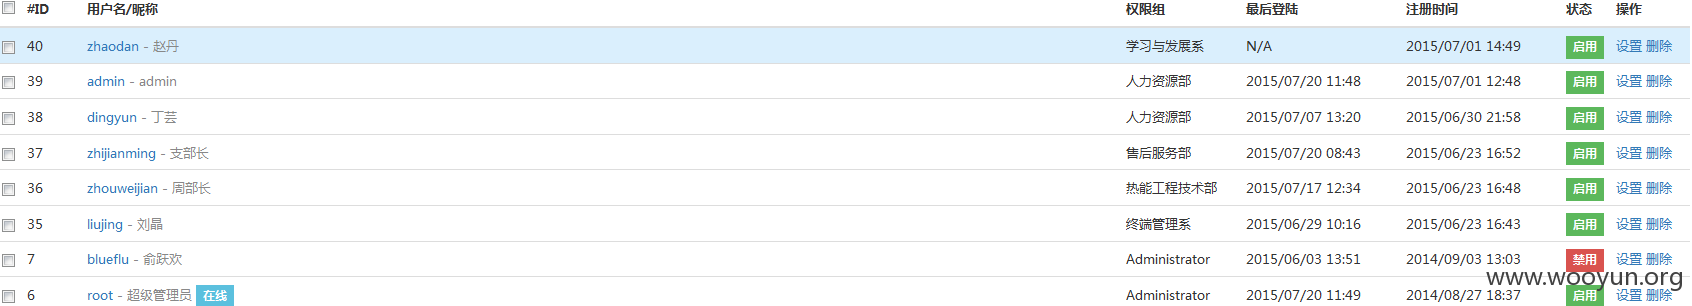 #ID 用户名/昵称 权限组 最后登陆 注册时间 状态 操作
40 zhaodan - 赵丹 学习与发展系 N/A 2015/07/01 14:49 启用 设置 删除
39 admin - admin 人力资源部 2015/07/20 11:48 2015/07/01 12:48 启用 设置 删除
38 dingyun - 丁芸 人力资源部 2015/07/07 13:20 2015/06/30 21:58 启用 设置 删除
37 zhijianming - 支部长 售后服务部 2015/07/20 08:43 2015/06/23 16:52 启用 设置 删除
36 zhouweijian - 周部长 热能工程技术部 2015/07/17 12:34 2015/06/23 16:48 启用 设置 删除
35 liujing - 刘晶 终端管理系 2015/06/29 10:16 2015/06/23 16:43 启用 设置 删除
7 blueflu - 俞跃欢 Administrator 2015/06/03 13:51 2014/09/03 13:03 禁用 设置 删除
www.wooyun.org
6 root - 超级管理员 在线 Administrator 2015/07/20 11:49 2014/08/27 18:37 启用 设置 删除